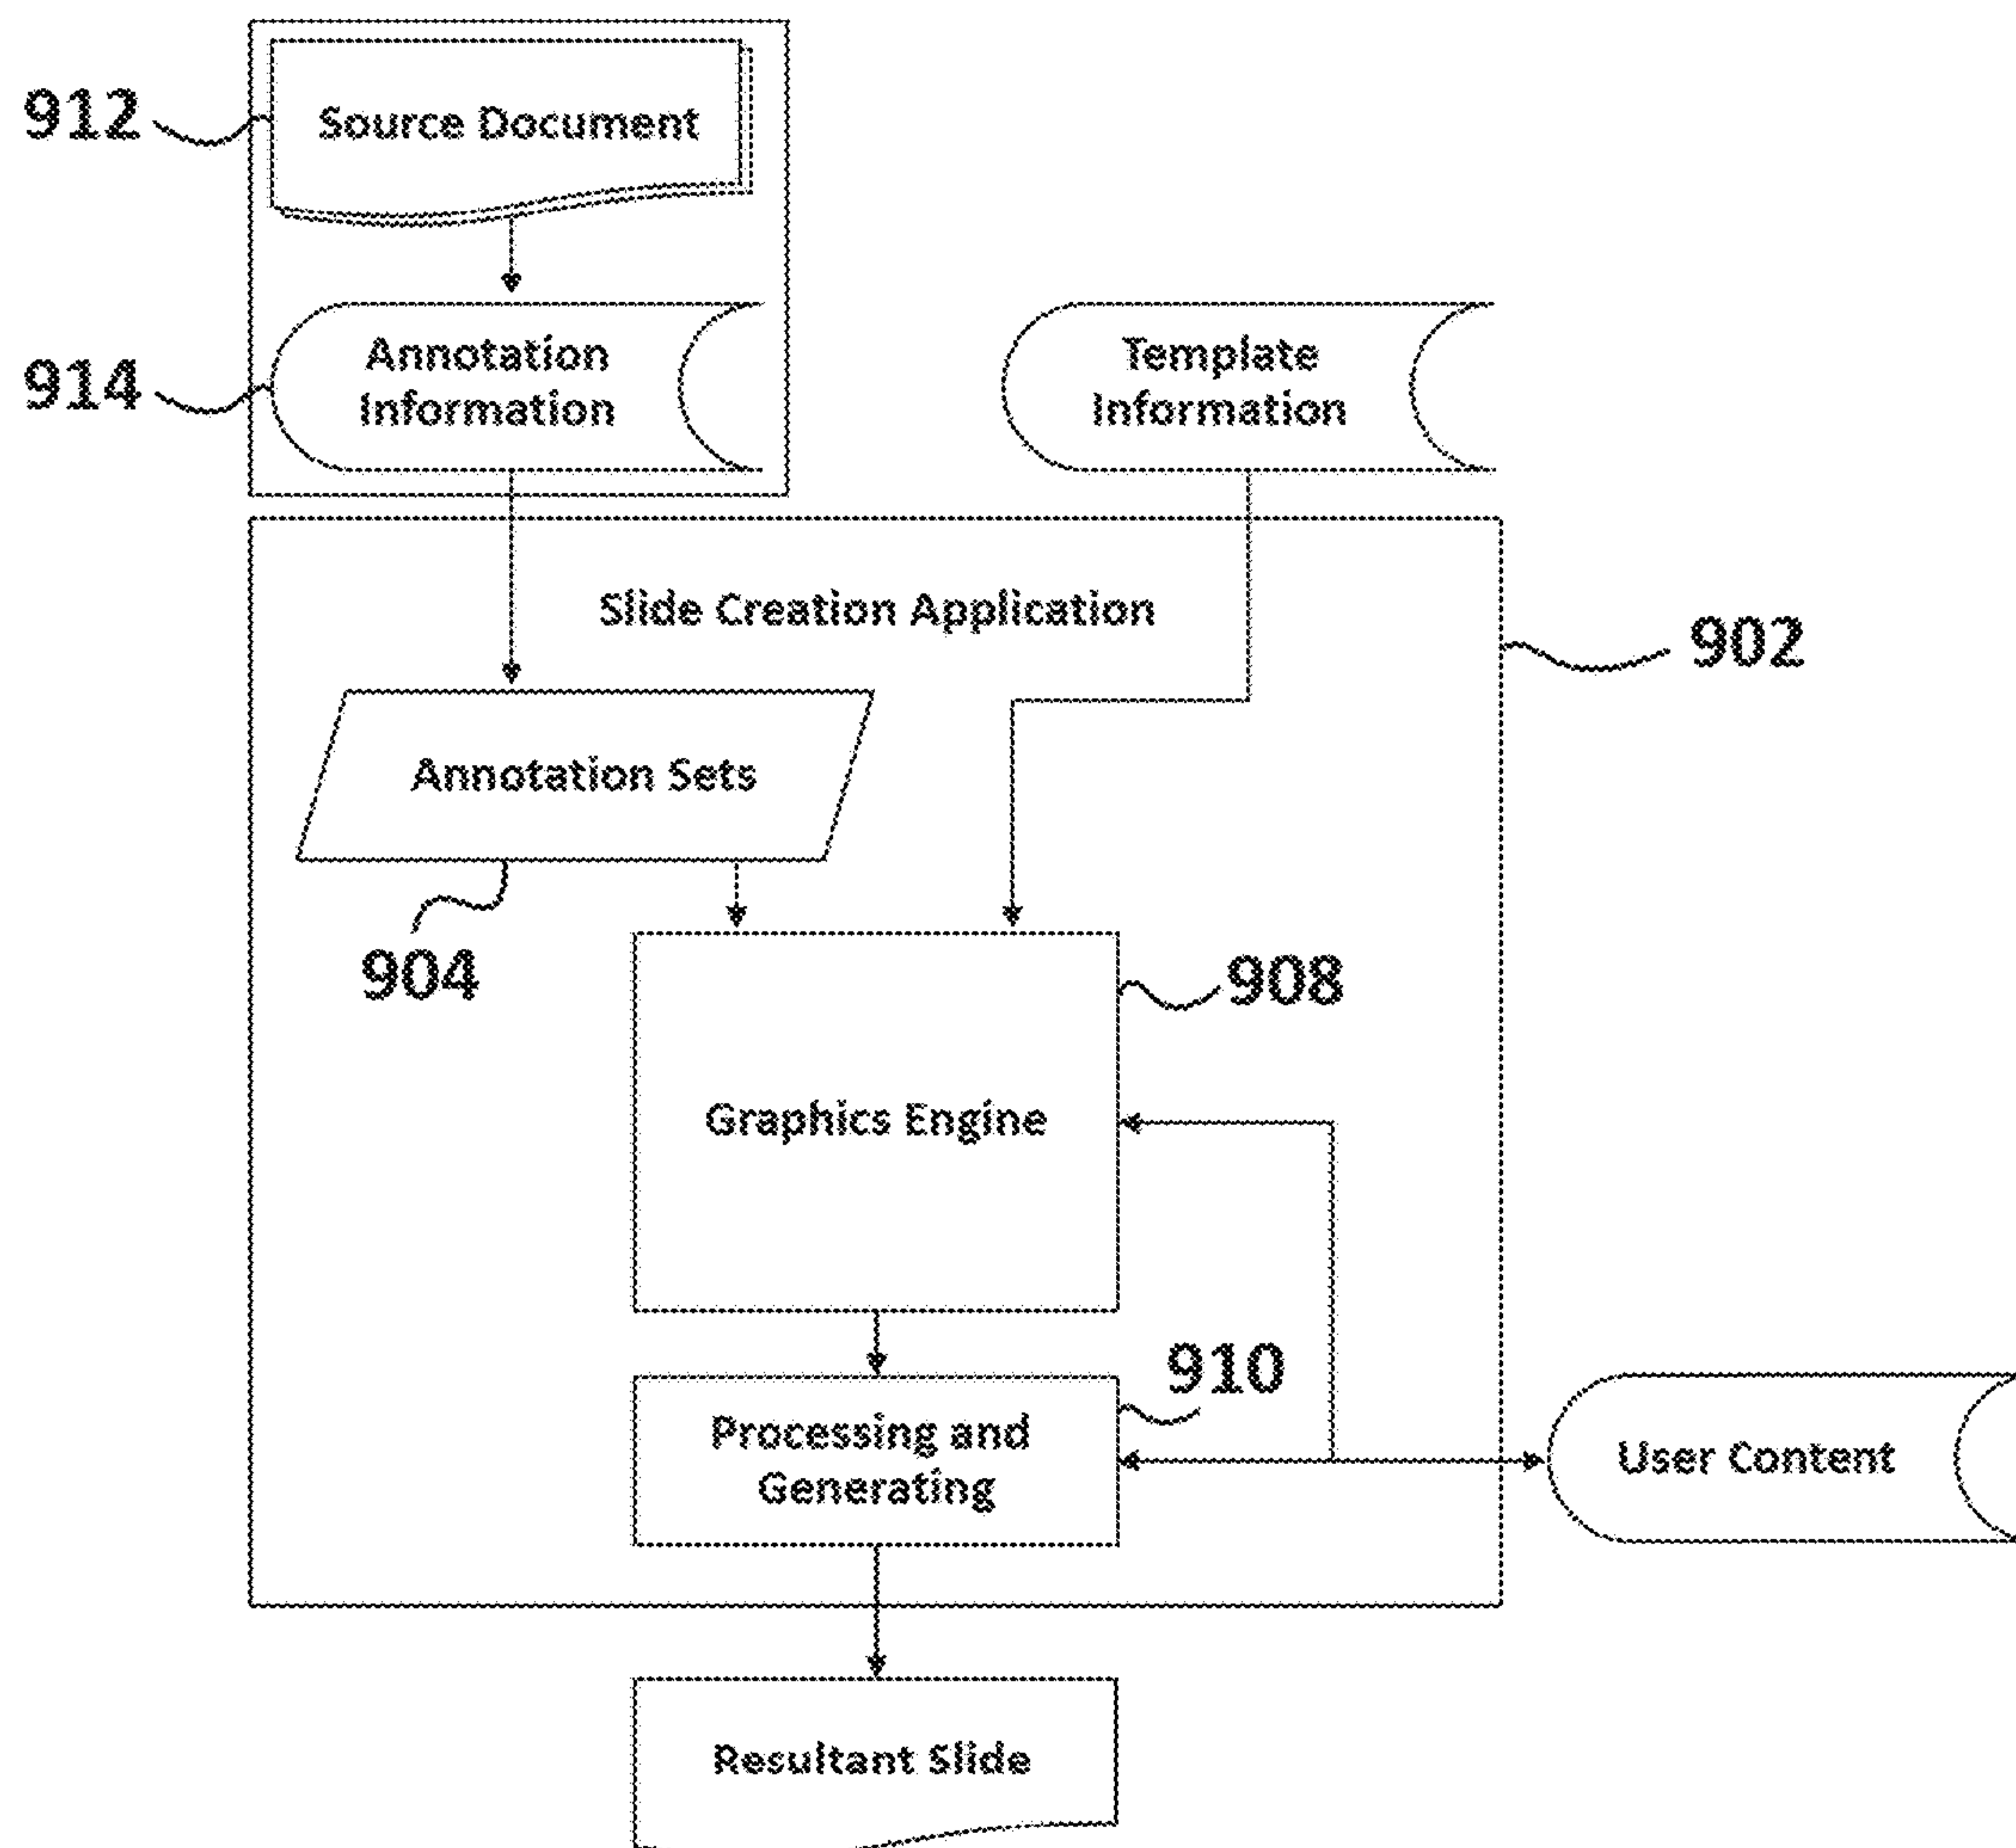 912
Source Document
914
Annotation
Information
Template
Information
Slide Creation Application
902
Annotation Sets
904
908
Graphics Engine
910
Processing and
Generating
User Content
Resultant Slide